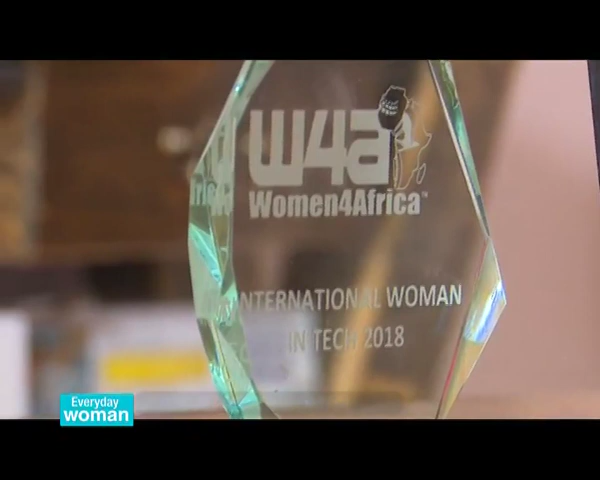 W4a
Women4Africa™
INTERNATIONAL WOMAN
IN TECH 2018
Everyday
woman